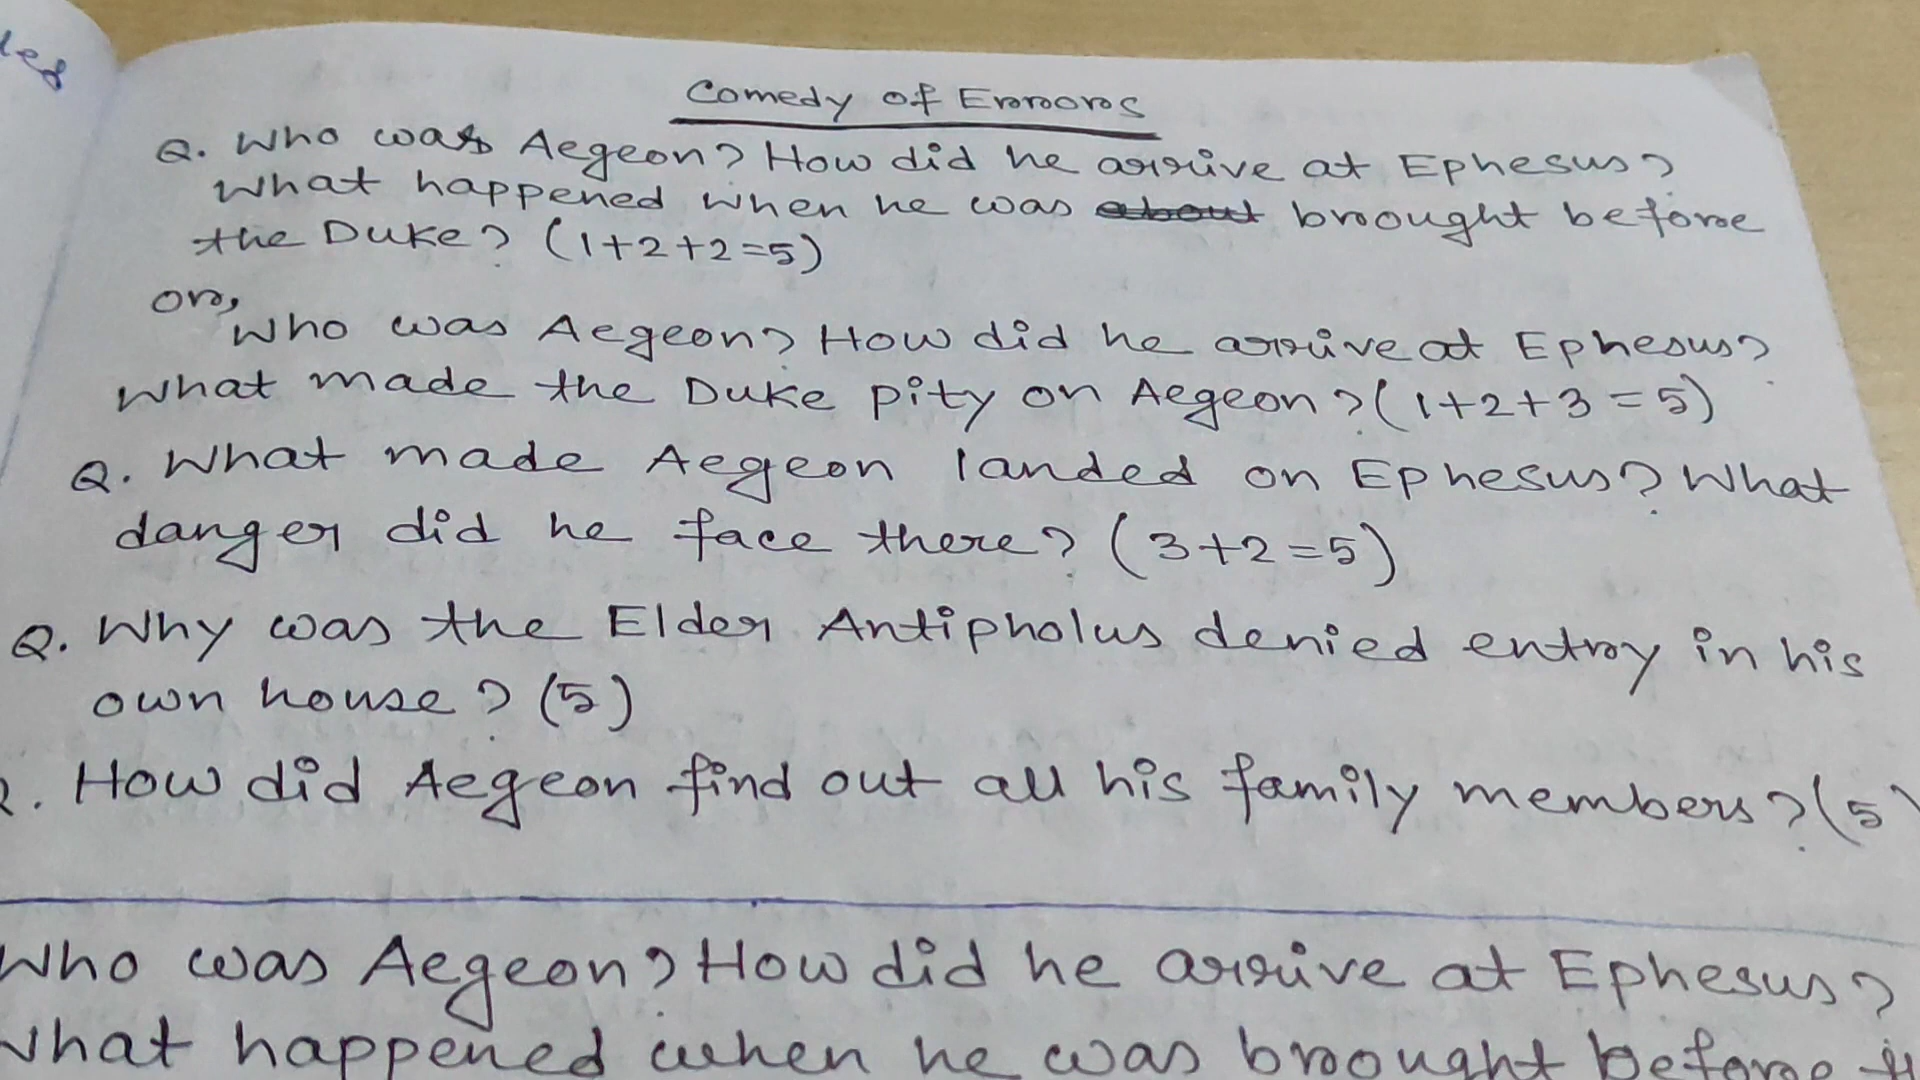 Comedy of Errors
Q. Who was Aegeon? How did he arrive at Ephesus?
What happened when he was about brought before
the Duke? (1+2+2=5)
or,
Who was Aegeon? How did he arrive at Ephesus?
What made the Duke pity on Aegeon? (1+2+3=5)
Q. What made Aegeon landed on Ephesus? What
danger did he face there? (3+2=5)
Q. Why was the Elder Antipholus denied entry in his
own house? (5)
Q. How did Aegeon find out all his family members? (5)
Who was Aegeon? How did he arrive at Ephesus?
What happened when he was brought before